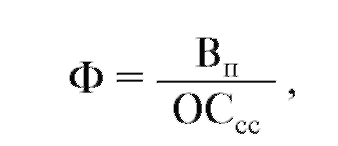 Ф = Вп / ОСсс ,